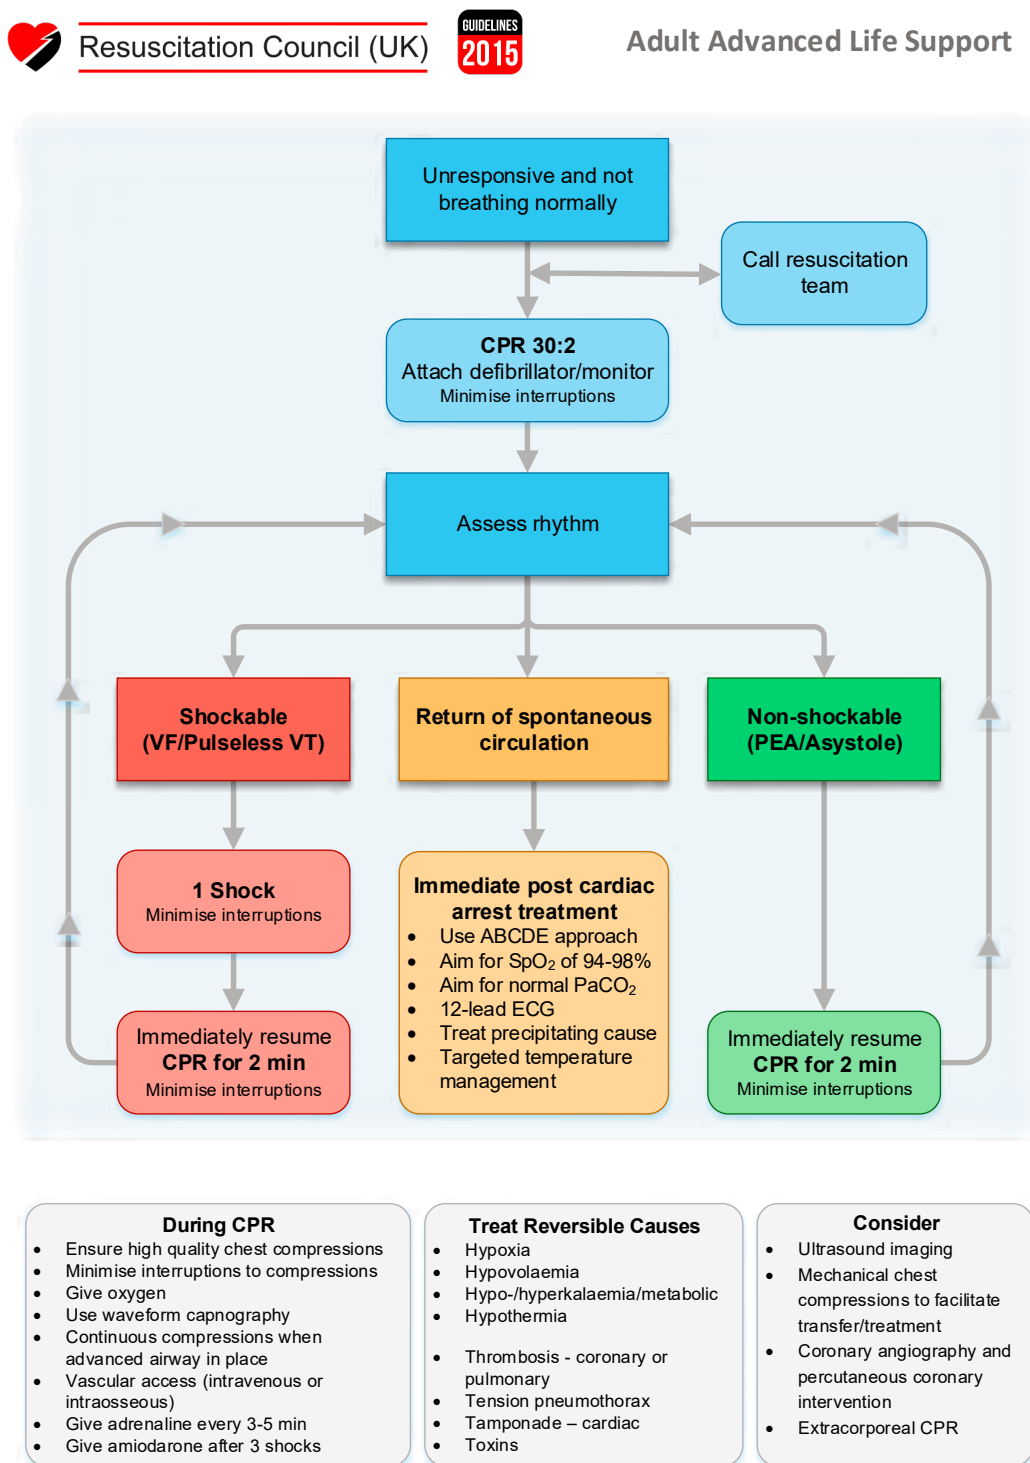 Resuscitation Council (UK)
GUIDELINES
2015
Adult Advanced Life Support
Unresponsive and not
breathing normally
Call resuscitation
team
CPR 30:2
Attach defibrillator/monitor
Minimise interruptions
Assess rhythm
Shockable
(VF/Pulseless VT)
Return of spontaneous
circulation
Non-shockable
(PEA/Asystole)
1 Shock
Minimise interruptions
Immediate post cardiac
arrest treatment
• Use ABCDE approach
• Aim for SpO₂ of 94-98%
• Aim for normal PaCO₂
• 12-lead ECG
• Treat precipitating cause
• Targeted temperature
management
Immediately resume
CPR for 2 min
Minimise interruptions
Immediately resume
CPR for 2 min
Minimise interruptions
During CPR
• Ensure high quality chest compressions
• Minimise interruptions to compressions
• Give oxygen
• Use waveform capnography
• Continuous compressions when
advanced airway in place
• Vascular access (intravenous or
intraosseous)
• Give adrenaline every 3-5 min
• Give amiodarone after 3 shocks
Treat Reversible Causes
• Hypoxia
• Hypovolaemia
• Hypo-/hyperkalaemia/metabolic
• Hypothermia
• Thrombosis - coronary or
pulmonary
• Tension pneumothorax
• Tamponade – cardiac
• Toxins
Consider
• Ultrasound imaging
• Mechanical chest
compressions to facilitate
transfer/treatment
• Coronary angiography and
percutaneous coronary
intervention
• Extracorporeal CPR